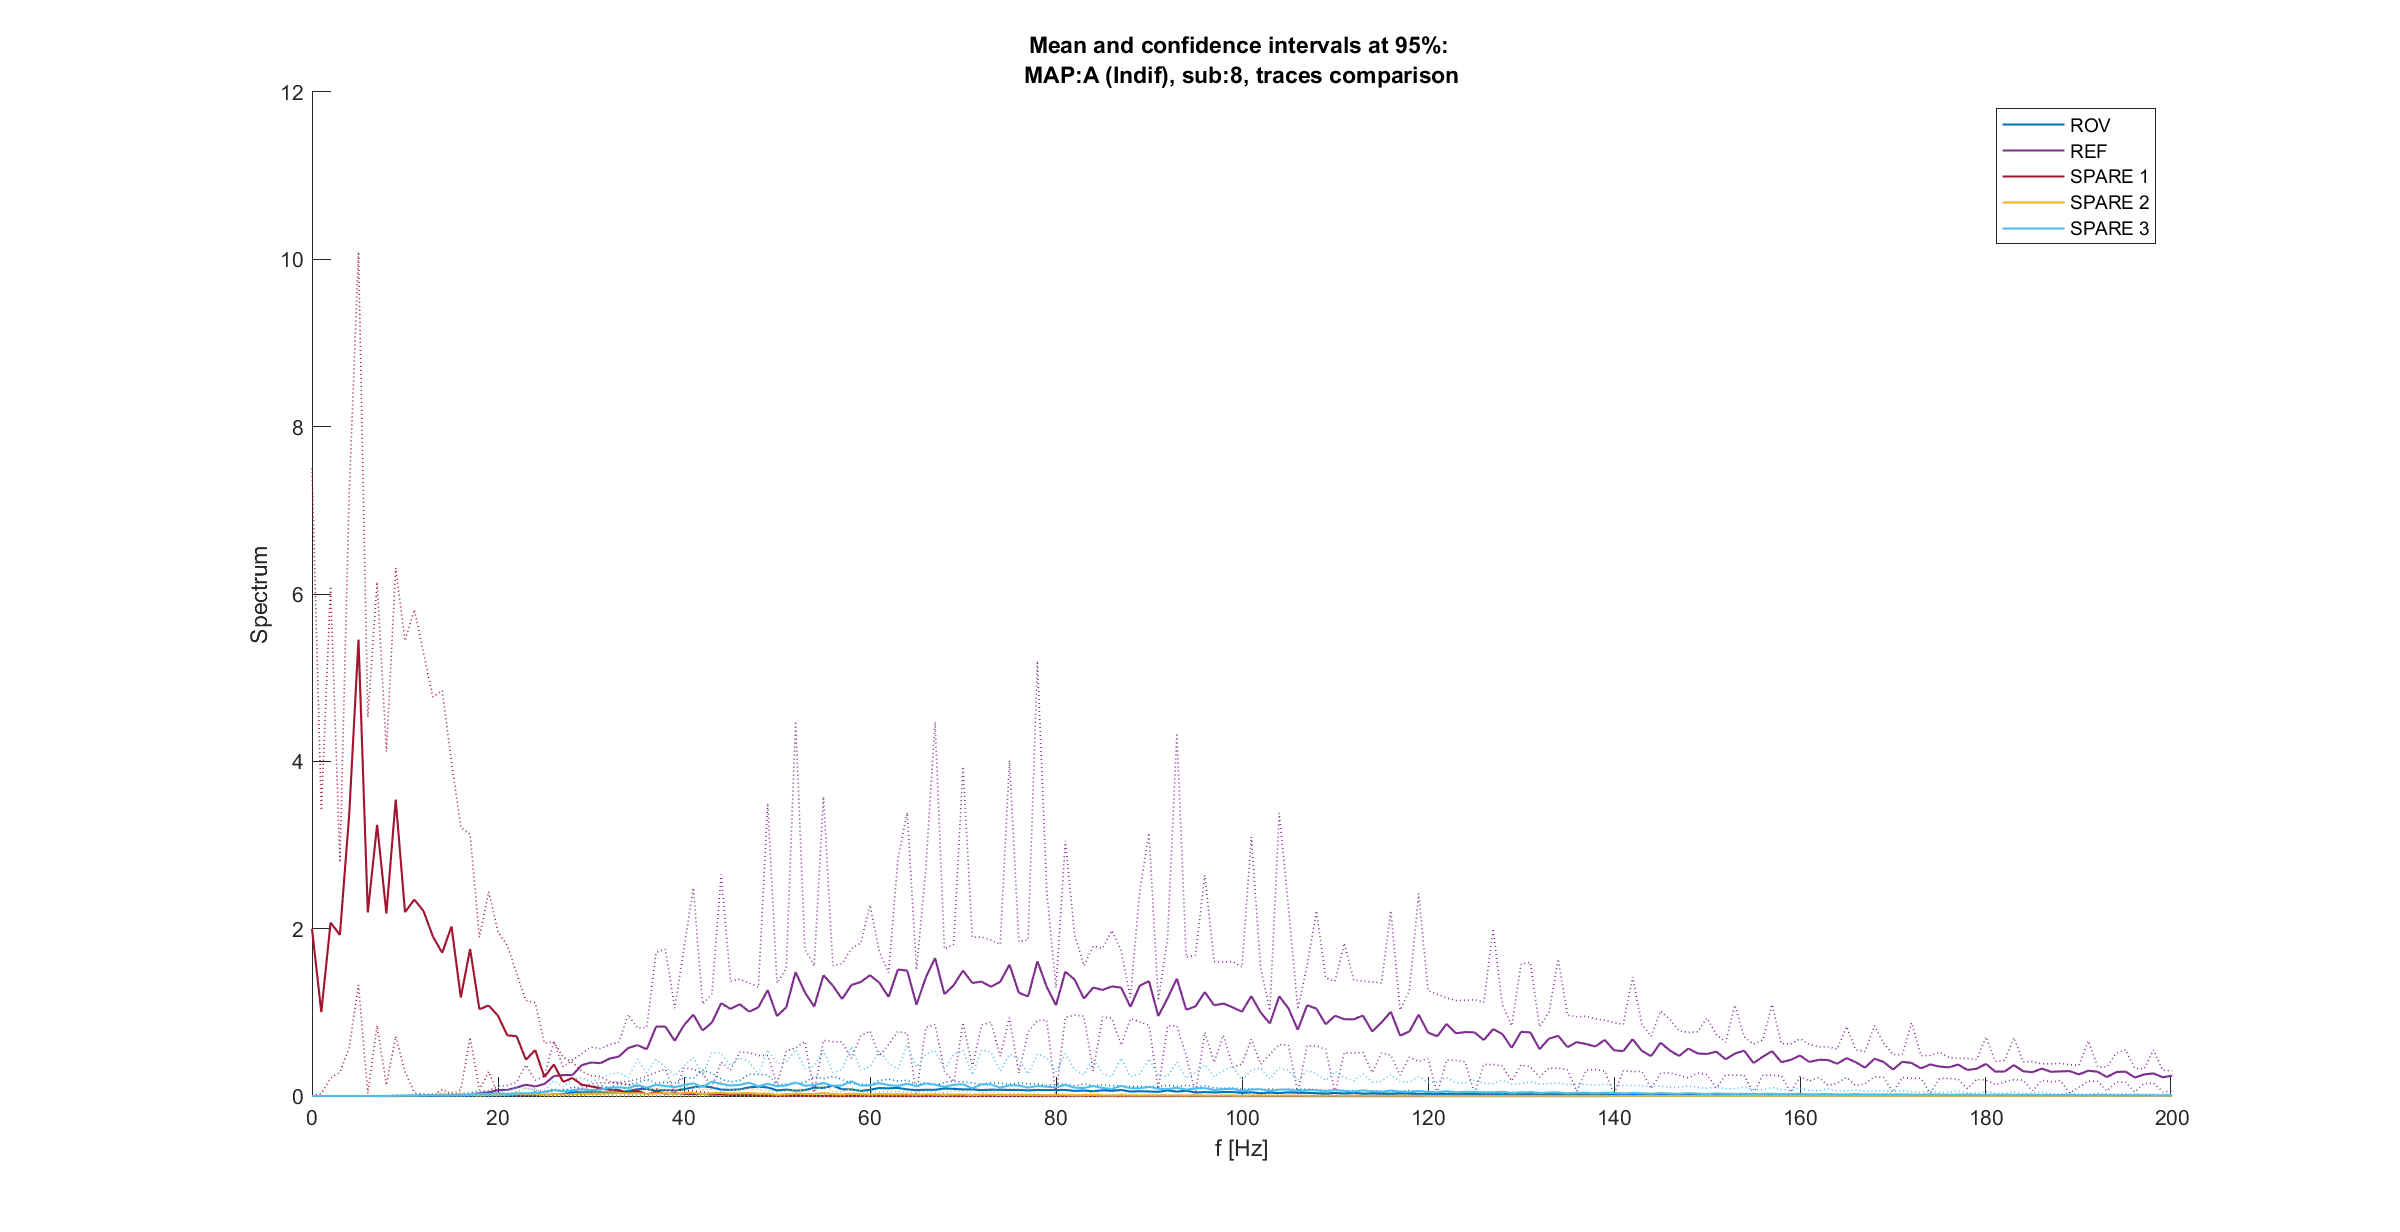 Mean and confidence intervals at 95%:
MAP:A (Indif), sub:8, traces comparison
12
10
8
6
4
2
0
Spectrum
ROV
REF
SPARE 1
SPARE 2
SPARE 3
0 20 40 60 80 100 120 140 160 180 200
f [Hz]